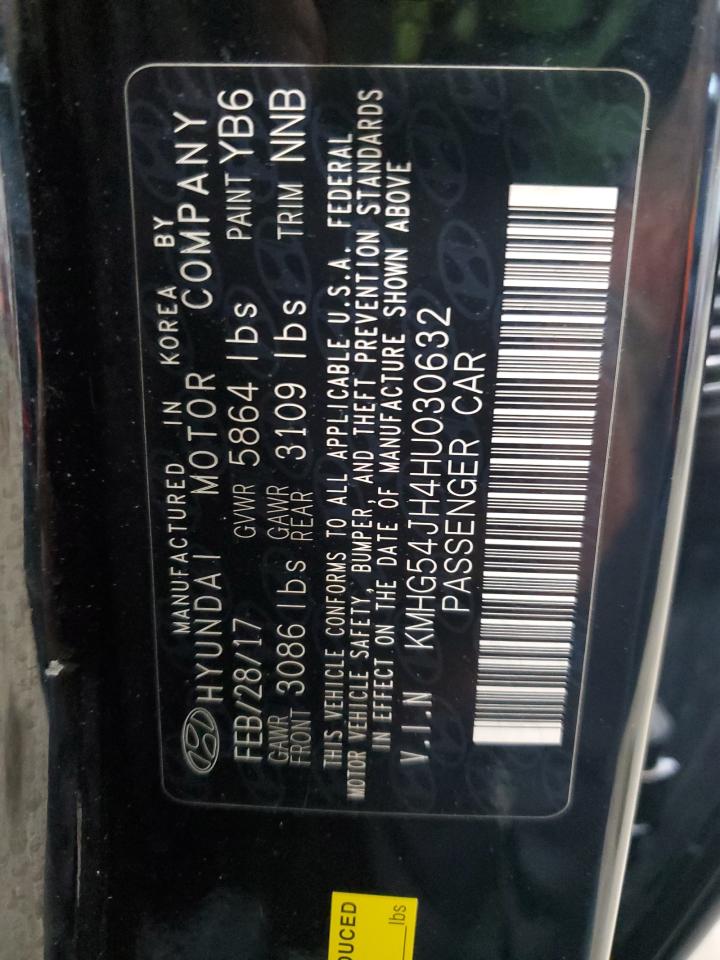 MANUFACTURED IN KOREA BY
HYUNDAI MOTOR COMPANY
FEB/28/17 GVWR 5864 lbs PAINT YB6
GAWR FRONT 3086 lbs GAWR REAR 3109 lbs TRIM NNB
THIS VEHICLE CONFORMS TO ALL APPLICABLE U.S.A. FEDERAL
MOTOR VEHICLE SAFETY, BUMPER, AND THEFT PREVENTION STANDARDS
IN EFFECT ON THE DATE OF MANUFACTURE SHOWN ABOVE
V.I.N KMHG54JH4HU030632
PASSENGER CAR
DUCED
lbs